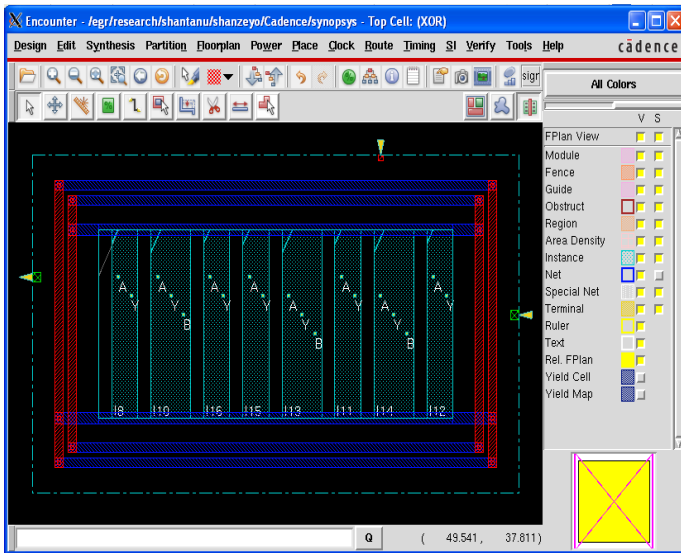 Encounter - /egr/research/shantanu/shanzeyo/Cadence/synopsys - Top Cell: (XOR)
Design Edit Synthesis Partition Floorplan Power Place Clock Route Timing SI Verify Tools Help cādence
sigr
All Colors
V S
FPlan View
Module
Fence
Guide
Obstruct
Region
Area Density
Instance
Net
Special Net
Terminal
Ruler
Text
Rel. FPlan
Yield Cell
Yield Map
A A A A A A A A
Y Y Y Y Y Y Y Y
B B B
I8 I10 I16 I15 I13 I11 I14 I12
Q ( 49.541, 37.811)